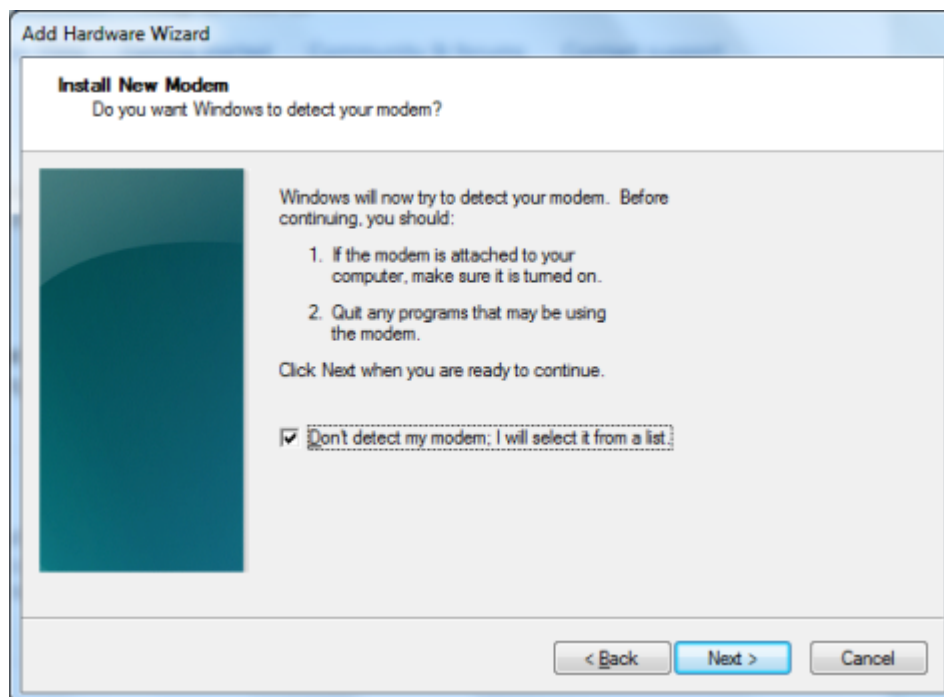 Add Hardware Wizard
Install New Modem
Do you want Windows to detect your modem?
Windows will now try to detect your modem. Before
continuing, you should:
1. If the modem is attached to your
computer, make sure it is turned on.
2. Quit any programs that may be using
the modem.
Click Next when you are ready to continue.
Don't detect my modem; I will select it from a list.
< Back
Next >
Cancel